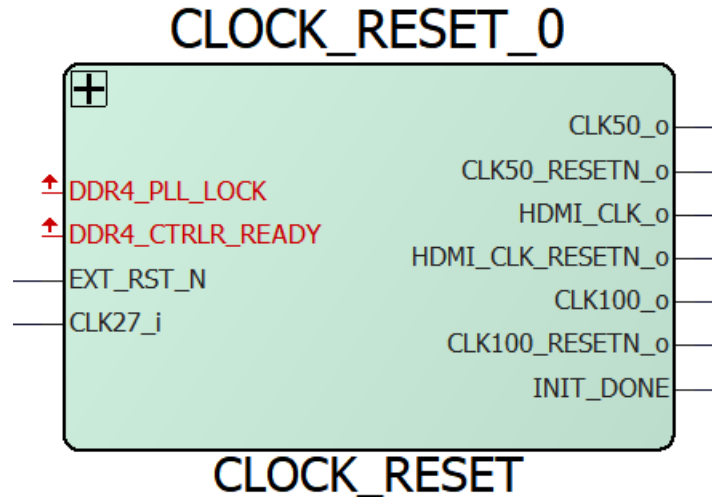 CLOCK_RESET_0
DDR4_PLL_LOCK
DDR4_CTRLR_READY
EXT_RST_N
CLK27_i
CLK50_o
CLK50_RESETN_o
HDMI_CLK_o
HDMI_CLK_RESETN_o
CLK100_o
CLK100_RESETN_o
INIT_DONE
CLOCK_RESET